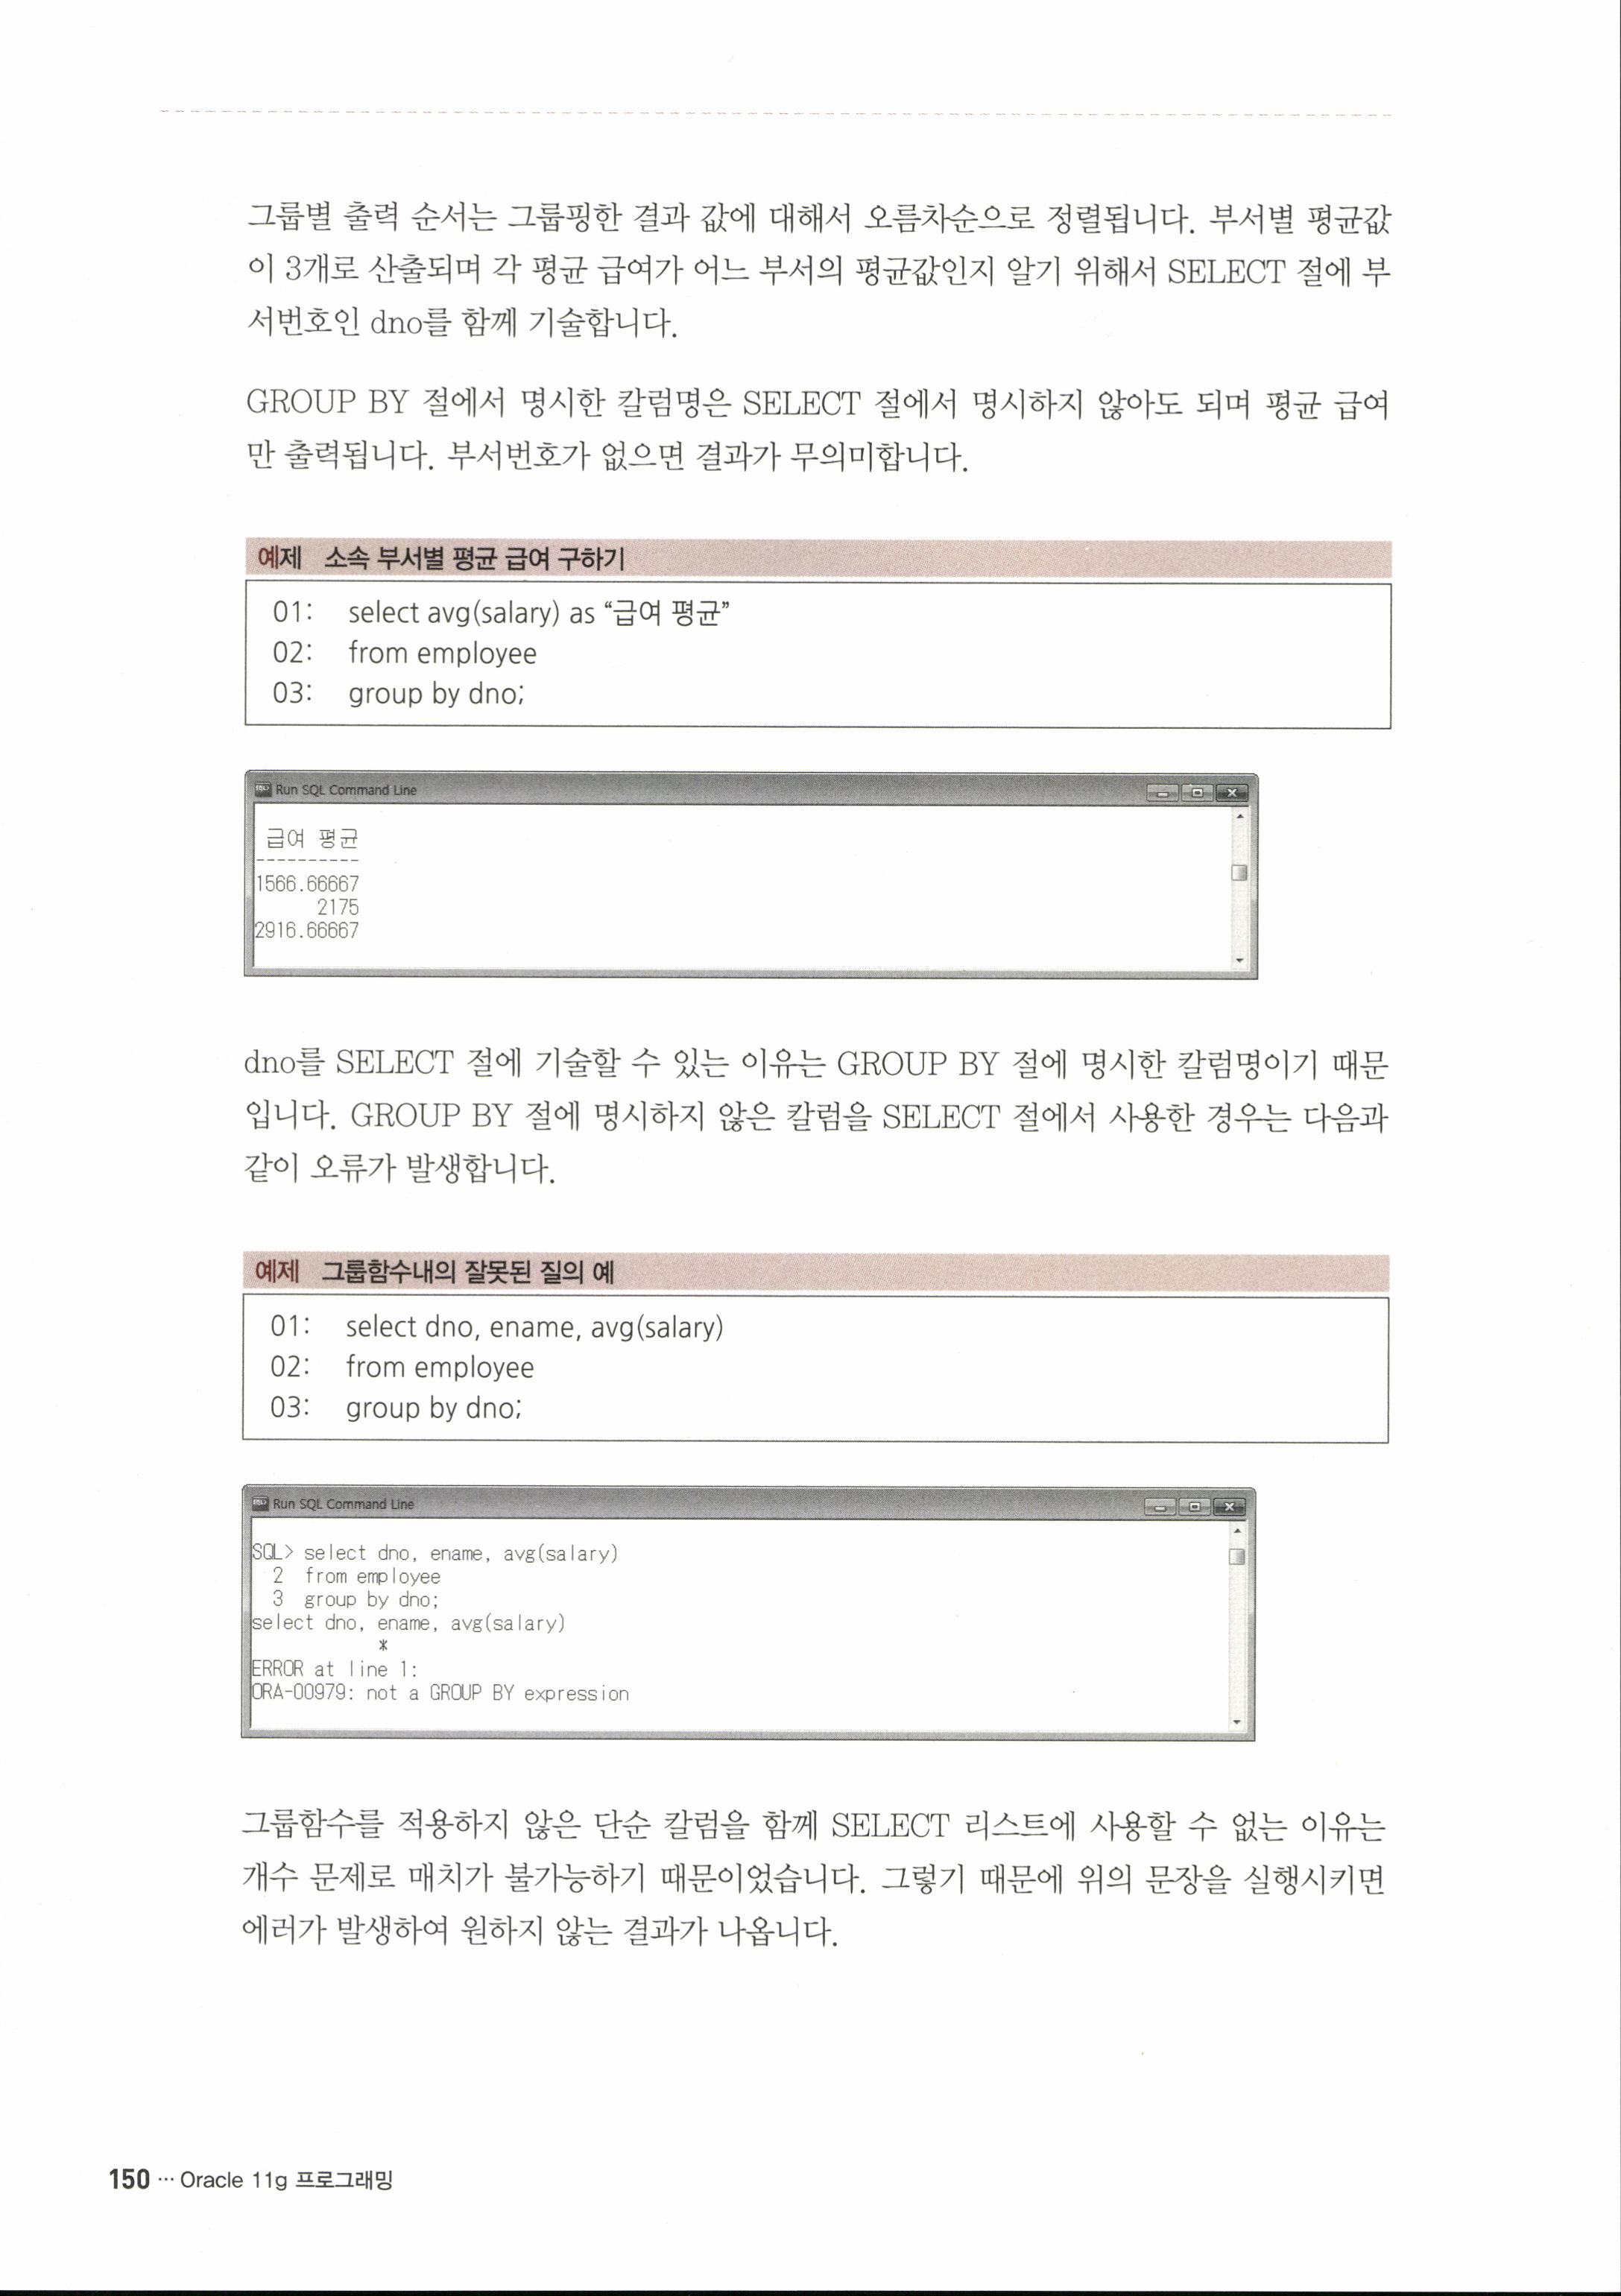 그룹별 출력 순서는 그룹핑한 결과 값에 대해서 오름차순으로 정렬됩니다. 부서별 평균값
이 3개로 산출되며 각 평균 급여가 어느 부서의 평균값인지 알기 위해서 SELECT 절에 부
서번호인 dno를 함께 기술합니다.
GROUP BY 절에서 명시한 칼럼명은 SELECT 절에서 명시하지 않아도 되며 평균 급여
만 출력됩니다. 부서번호가 없으면 결과가 무의미합니다.
예제 소속 부서별 평균 급여 구하기
01: select avg(salary) as “급여 평균”
02: from employee
03: group by dno;
Run SQL Command Line
급여 평균
----------
1566.66667
2175
2916.66667
dno를 SELECT 절에 기술할 수 있는 이유는 GROUP BY 절에 명시한 칼럼명이기 때문
입니다. GROUP BY 절에 명시하지 않은 칼럼을 SELECT 절에서 사용한 경우는 다음과
같이 오류가 발생합니다.
예제 그룹함수내의 잘못된 질의 예
01: select dno, ename, avg(salary)
02: from employee
03: group by dno;
Run SQL Command Line
SQL> select dno, ename, avg(salary)
2 from employee
3 group by dno;
select dno, ename, avg(salary)
*
ERROR at line 1:
ORA-00979: not a GROUP BY expression
그룹함수를 적용하지 않은 단순 칼럼을 함께 SELECT 리스트에 사용할 수 없는 이유는
개수 문제로 매치가 불가능하기 때문이었습니다. 그렇기 때문에 위의 문장을 실행시키면
에러가 발생하여 원하지 않는 결과가 나옵니다.
150 ··· Oracle 11g 프로그래밍